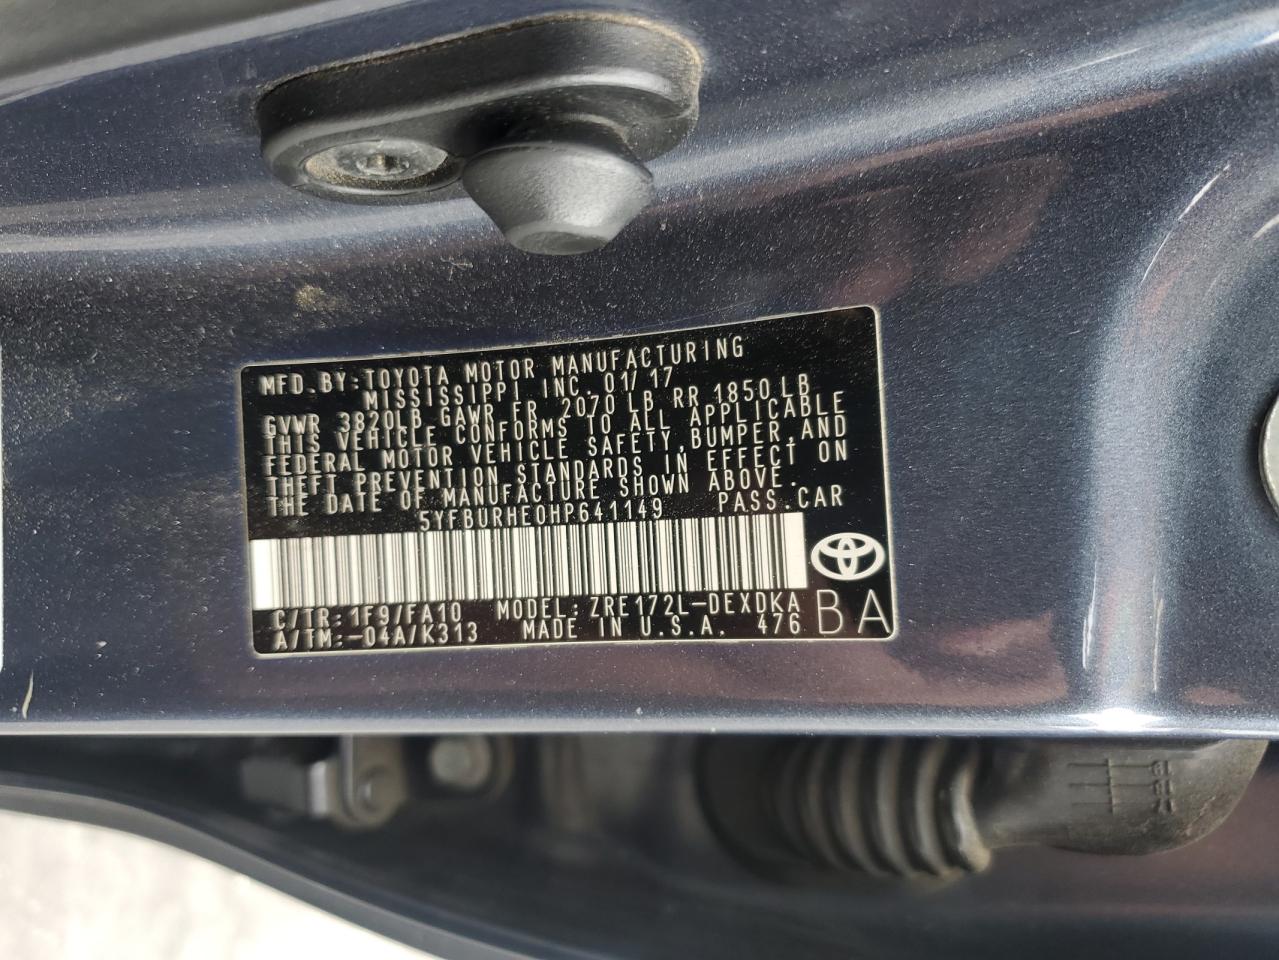 MFD.BY:TOYOTA MOTOR MANUFACTURING
MISSISSIPPI INC. 01/17
GVWR 3820LB GAWR FR 2070 LB RR 1850 LB
THIS VEHICLE CONFORMS TO ALL APPLICABLE
FEDERAL MOTOR VEHICLE SAFETY,BUMPER,AND
THEFT PREVENTION STANDARDS IN EFFECT ON
THE DATE OF MANUFACTURE SHOWN ABOVE.
5YFBURHE0HP641149 PASS.CAR
C/TR:1F9/FA10 MODEL:ZRE172L-DEXDKA
A/TM:-04A/K313 MADE IN U.S.A. 476
BA